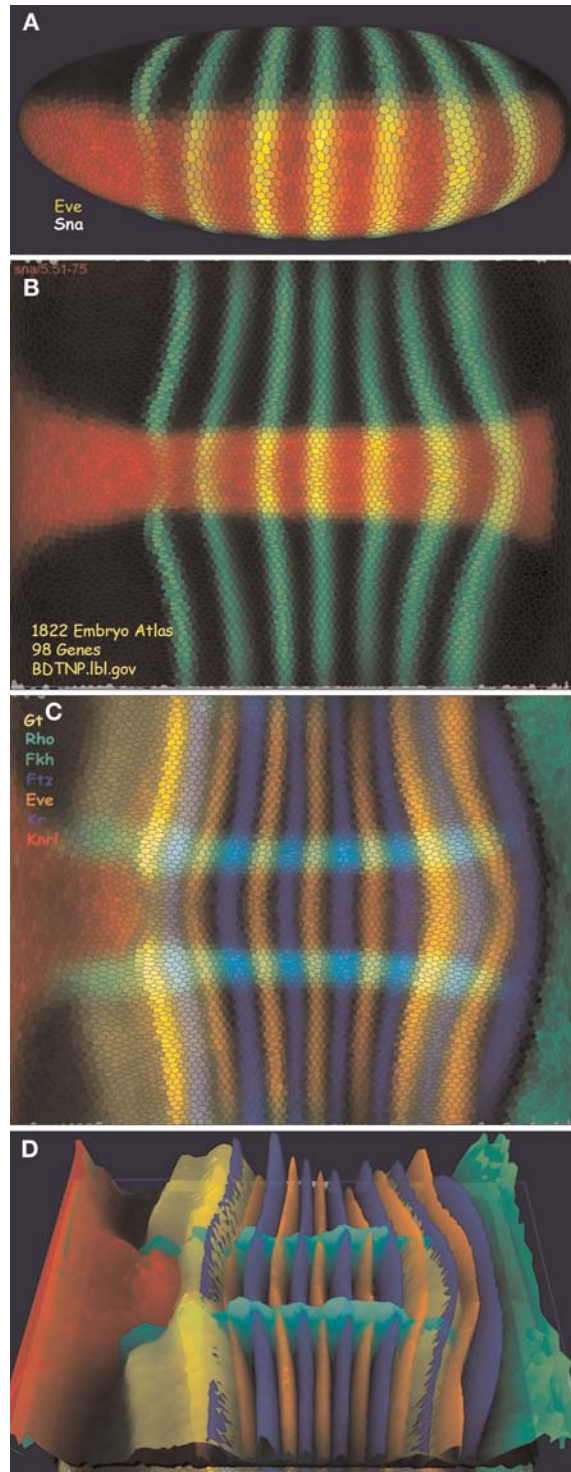 A
Eve
Sna
sna/5:51-75
B
1822 Embryo Atlas
98 Genes
BDTNP.lbl.gov
C
Gt
Rho
Fkh
Ftz
Eve
Kr
Knrl
D